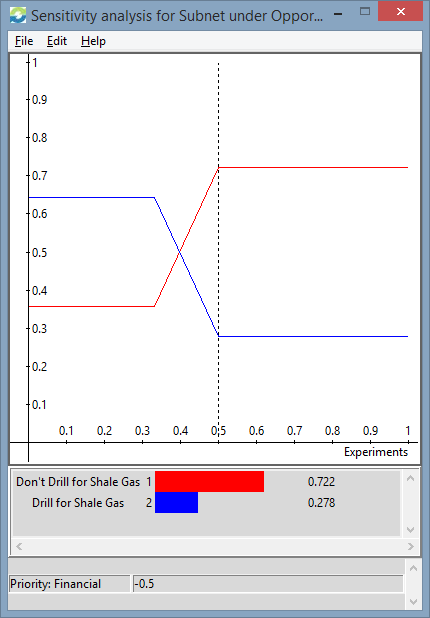 Sensitivity analysis for Subnet under Oppor...
File Edit Help
1
0.9
0.8
0.7
0.6
0.5
0.4
0.3
0.2
0.1
0.1 0.2 0.3 0.4 0.5 0.6 0.7 0.8 0.9 1
Experiments
Don't Drill for Shale Gas 1 0.722
Drill for Shale Gas 2 0.278
Priority: Financial -0.5